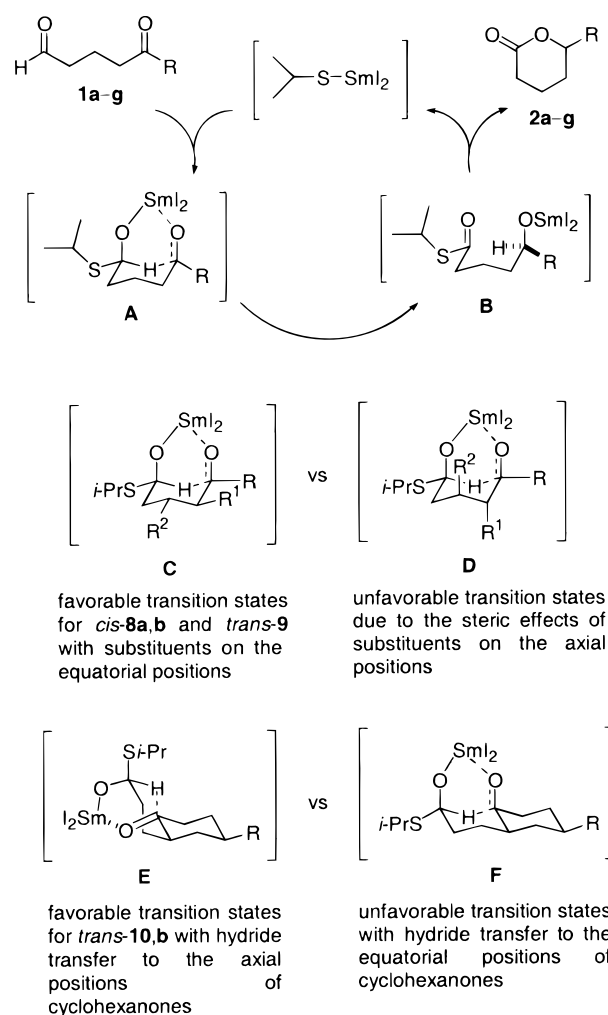 O O O O R
H R
1a–g
S–SmI2
2a–g
SmI2
O O
S H R
A
O OSmI2
S H R
B
SmI2
O O
i-PrS H R
R1
R2
C
vs
SmI2
O O
R2
i-PrS H R
R1
D
favorable transition states
for cis-8a,b and trans-9
with substituents on the
equatorial positions
unfavorable transition states
due to the steric effects of
substituents on the axial
positions
Si-Pr
O H
I2Sm
O R
E
vs
SmI2
O O
i-PrS H R
F
favorable transition states
for trans-10,b with hydride
transfer to the axial
positions of
cyclohexanones
unfavorable transition states
with hydride transfer to the
equatorial positions of
cyclohexanones